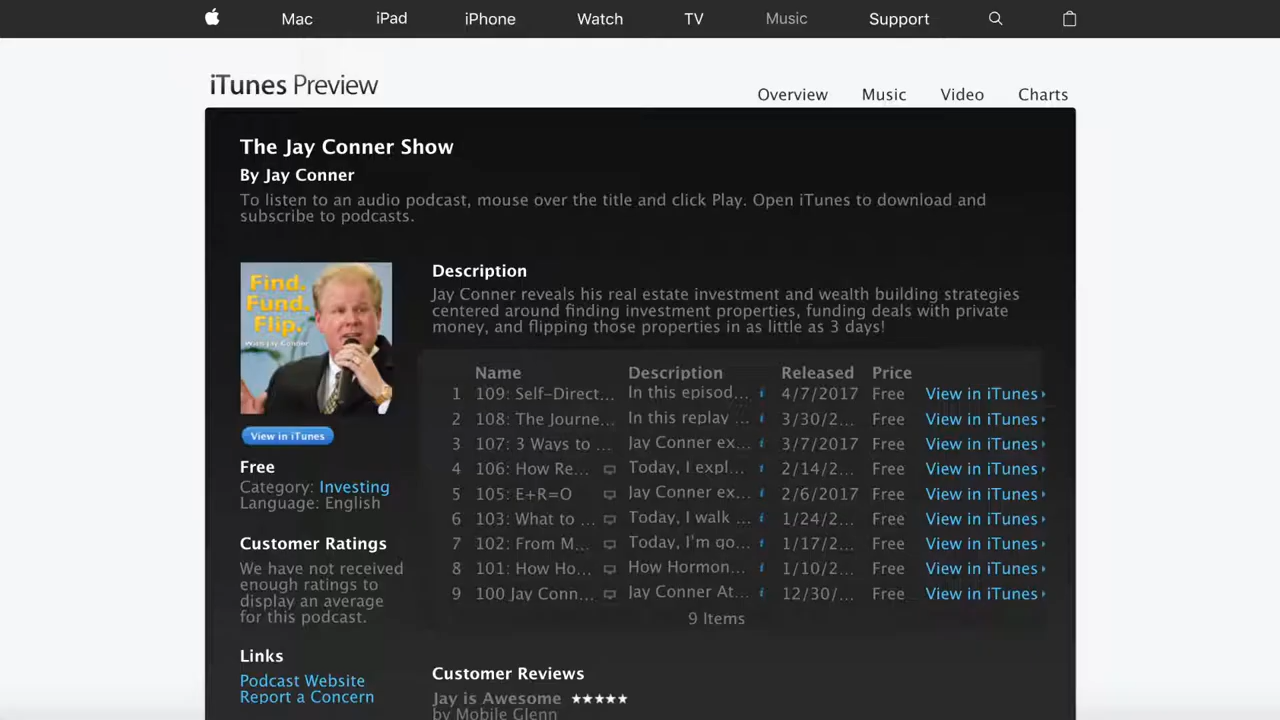 Mac iPad iPhone Watch TV Music Support
iTunes Preview
Overview Music Video Charts
The Jay Conner Show
By Jay Conner
To listen to an audio podcast, mouse over the title and click Play. Open iTunes to download and
subscribe to podcasts.
Find.
Fund.
Flip.
With Jay Conner
View in iTunes
Free
Category: Investing
Language: English
Customer Ratings
We have not received
enough ratings to
display an average
for this podcast.
Links
Podcast Website
Report a Concern
Description
Jay Conner reveals his real estate investment and wealth building strategies
centered around finding investment properties, funding deals with private
money, and flipping those properties in as little as 3 days!
Name Description Released Price
1 109: Self-Direct... In this episod... i 4/7/2017 Free View in iTunes
2 108: The Journe... In this replay ... i 3/30/2... Free View in iTunes
3 107: 3 Ways to ... Jay Conner ex... i 3/7/2017 Free View in iTunes
4 106: How Re... Today, I expl... i 2/14/2... Free View in iTunes
5 105: E+R=O Jay Conner ex... i 2/6/2017 Free View in iTunes
6 103: What to ... Today, I walk ... i 1/24/2... Free View in iTunes
7 102: From M... Today, I'm go... i 1/17/2... Free View in iTunes
8 101: How Ho... How Hormon... i 1/10/2... Free View in iTunes
9 100 Jay Conn... Jay Conner At... i 12/30/... Free View in iTunes
9 Items
Customer Reviews
Jay is Awesome ★★★★★
by Mobile Glenn